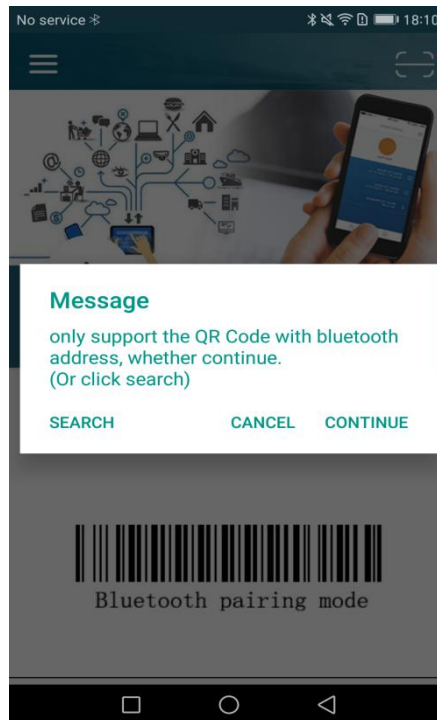 No service
18:10
Message
only support the QR Code with bluetooth
address, whether continue.
(Or click search)
SEARCH CANCEL CONTINUE
Bluetooth pairing mode